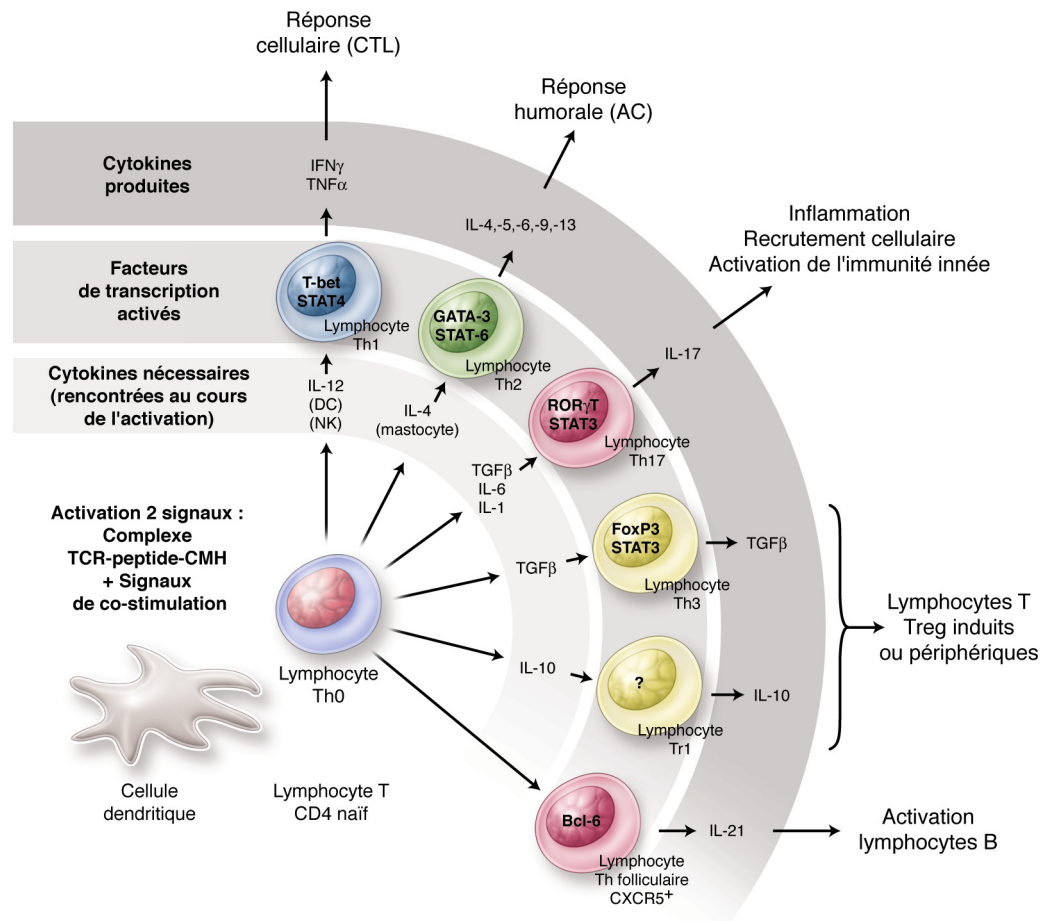 Réponse
cellulaire (CTL)
Réponse
humorale (AC)
Cytokines
produites
IFNγ
TNFα
IL-4,-5,-6,-9,-13
Inflammation
Recrutement cellulaire
Activation de l'immunité innée
Facteurs
de transcription
activés
T-bet
STAT4
Lymphocyte
Th1
GATA-3
STAT-6
Lymphocyte
Th2
IL-17
Cytokines nécessaires
(rencontrées au cours
de l'activation)
IL-12
(DC)
(NK)
IL-4
(mastocyte)
RORγT
STAT3
Lymphocyte
Th17
TGFβ
IL-6
IL-1
Activation 2 signaux :
Complexe
TCR-peptide-CMH
+ Signaux
de co-stimulation
TGFβ
FoxP3
STAT3
Lymphocyte
Th3
TGFβ
Lymphocytes T
Treg induits
ou périphériques
Lymphocyte
Th0
IL-10
?
Lymphocyte
Tr1
IL-10
Cellule
dendritique
Lymphocyte T
CD4 naïf
Bcl-6
Lymphocyte
Th folliculaire
CXCR5⁺
IL-21
Activation
lymphocytes B